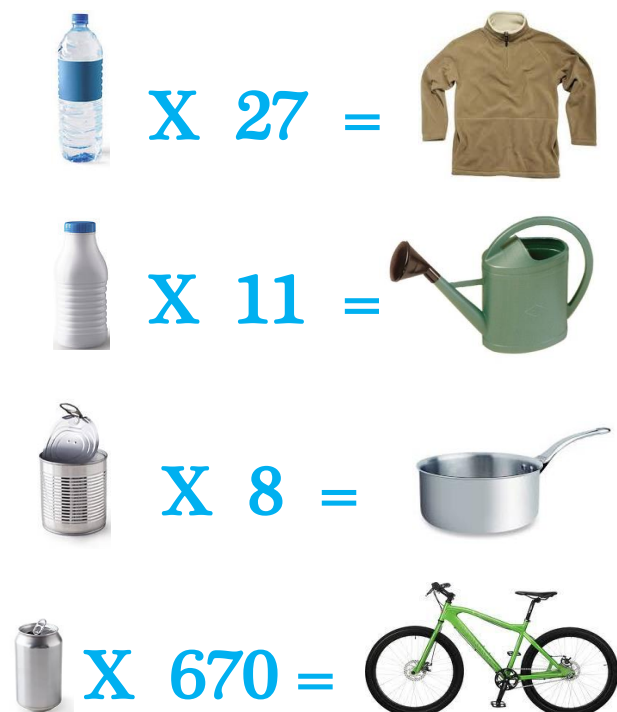 X 27 =
X 11 =
X 8 =
X 670 =